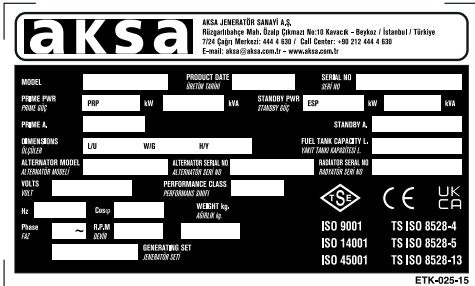 aksa
AKSA JENERATÖR SANAYİ A.Ş.
Rüzgarlıbahçe Mah. Özalp Çıkmazı No:10 Kavacık - Beykoz / İstanbul / Türkiye
7/24 Çağrı Merkezi: 444 4 630 / Call Center: +90 212 444 4 630
E-mail: aksa@aksa.com.tr - www.aksa.com.tr
MODEL PRODUCT DATE SERIAL NO
ÜRETİM TARİHİ SERİ NO
PRIME PWR PRP kW kVA STANDBY PWR ESP kW kVA
PRIME GÜÇ STANDBY GÜÇ
PRIME A. STANDBY A.
DIMENSIONS L/U W/G H/Y FUEL TANK CAPACITY L.
ÖLÇÜLER YAKIT TANKI KAPASİTESİ L.
ALTERNATOR MODEL ALTERNATOR SERIAL NO RADIATOR SERIAL NO
ALTERNATÖR MODELİ ALTERNATÖR SERİ NO RADYATÖR SERİ NO
VOLTS PERFORMANCE CLASS
VOLT PERFORMANS SINIFI
TSE CE UKCA
Hz Cosφ WEIGHT kg.
AĞIRLIK kg.
Phase ~ R.P.M
FAZ DEVİR
GENERATING SET
JENERATÖR SETİ
ISO 9001 TS ISO 8528-4
ISO 14001 TS ISO 8528-5
ISO 45001 TS ISO 8528-13
ETK-025-15